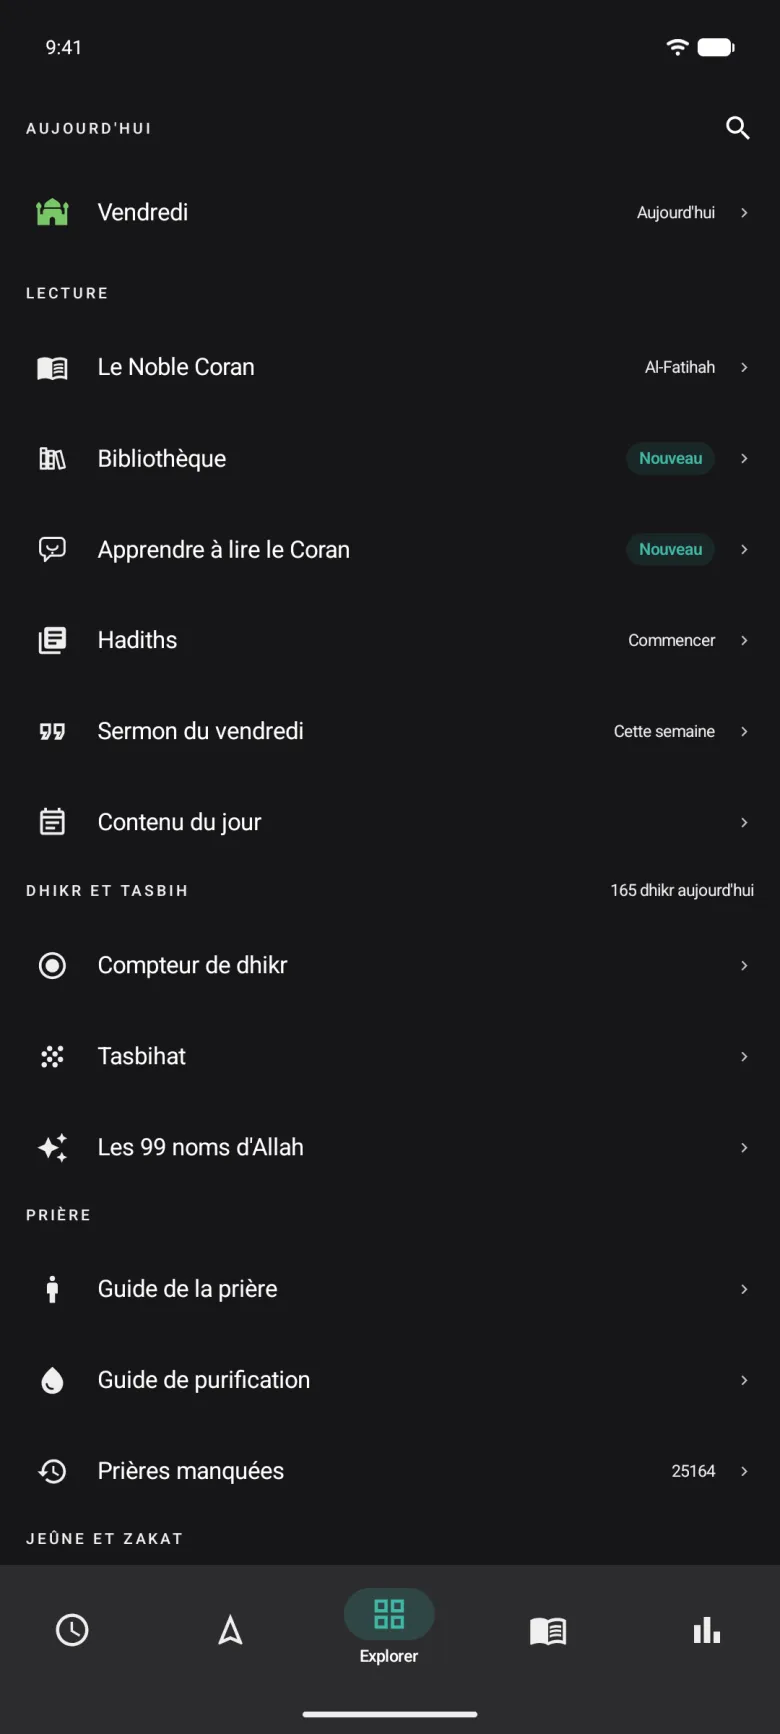 9:41
AUJOURD'HUI
Vendredi
Aujourd'hui
LECTURE
Le Noble Coran
Al-Fatihah
Bibliothèque
Nouveau
Apprendre à lire le Coran
Nouveau
Hadiths
Commencer
Sermon du vendredi
Cette semaine
Contenu du jour
DHIKR ET TASBIH
165 dhikr aujourd'hui
Compteur de dhikr
Tasbihat
Les 99 noms d'Allah
PRIÈRE
Guide de la prière
Guide de purification
Prières manquées
25164
JEÛNE ET ZAKAT
Explorer